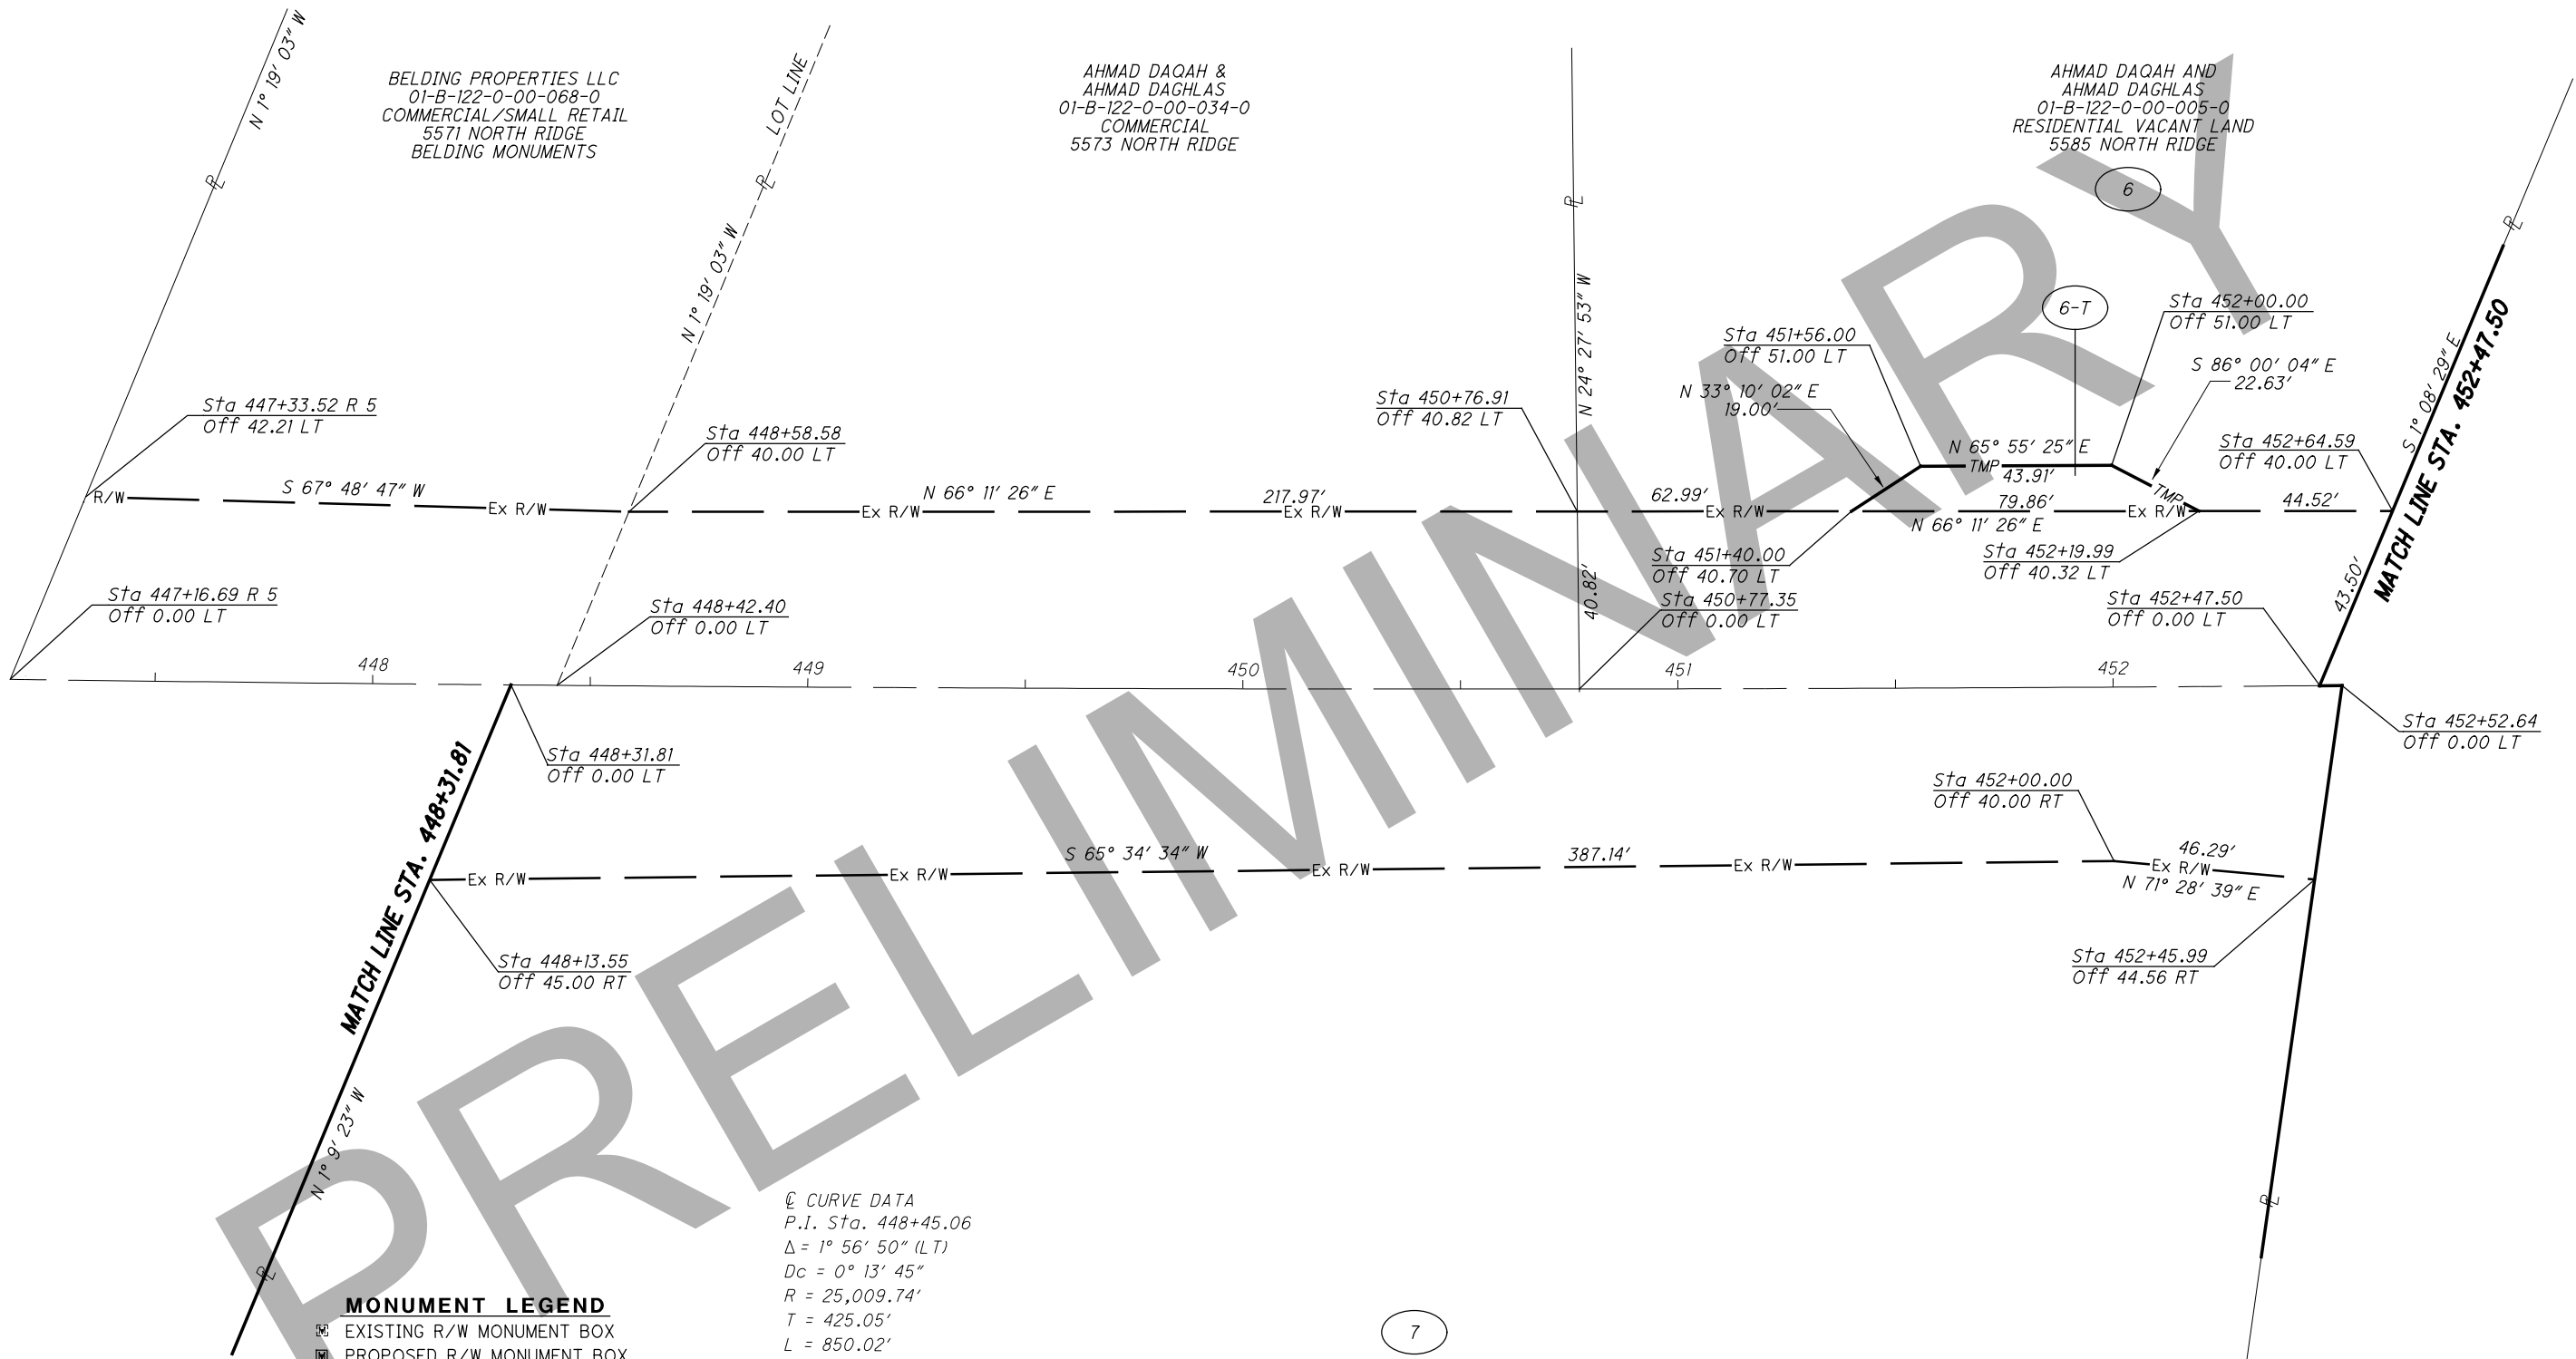 N 1° 19' 03" W
BELDING PROPERTIES LLC
01-B-122-0-00-068-0
COMMERCIAL/SMALL RETAIL
5571 NORTH RIDGE
BELDING MONUMENTS
LOT LINE
N 1° 19' 03" W
AHMAD DAQAH &
AHMAD DAGHLAS
01-B-122-0-00-034-0
COMMERCIAL
5573 NORTH RIDGE
AHMAD DAQAH AND
AHMAD DAGHLAS
01-B-122-0-00-005-0
RESIDENTIAL VACANT LAND
5585 NORTH RIDGE
6
PL
PL
PL
PL
N 24° 27' 53" W
6-T
Sta 452+00.00
Off 51.00 LT
Sta 451+56.00
Off 51.00 LT
S 86° 00' 04" E
22.63'
N 33° 10' 02" E
19.00'
S 1° 08' 29" E
MATCH LINE STA. 452+47.50
Sta 447+33.52 R 5
Off 42.21 LT
Sta 448+58.58
Off 40.00 LT
Sta 450+76.91
Off 40.82 LT
N 65° 55' 25" E
TMP
43.91'
Sta 452+64.59
Off 40.00 LT
R/W
S 67° 48' 47" W
Ex R/W
Ex R/W
N 66° 11' 26" E
217.97'
Ex R/W
62.99'
Ex R/W
79.86'
N 66° 11' 26" E
TMP
Ex R/W
44.52'
Sta 451+40.00
Off 40.70 LT
Sta 452+19.99
Off 40.32 LT
40.82'
43.50'
Sta 447+16.69 R 5
Off 0.00 LT
Sta 448+42.40
Off 0.00 LT
Sta 450+77.35
Off 0.00 LT
Sta 452+47.50
Off 0.00 LT
448
449
450
451
452
Sta 448+31.81
Off 0.00 LT
Sta 452+52.64
Off 0.00 LT
MATCH LINE STA. 448+31.81
Sta 452+00.00
Off 40.00 RT
Ex R/W
Ex R/W
S 65° 34' 34" W
Ex R/W
387.14'
Ex R/W
46.29'
Ex R/W
N 71° 28' 39" E
Sta 448+13.55
Off 45.00 RT
Sta 452+45.99
Off 44.56 RT
N 1° 9' 23" W
PL
PL
PRELIMINARY
℄ CURVE DATA
P.I. Sta. 448+45.06
Δ = 1° 56' 50" (LT)
Dc = 0° 13' 45"
R = 25,009.74'
T = 425.05'
L = 850.02'
MONUMENT LEGEND
EXISTING R/W MONUMENT BOX
PROPOSED R/W MONUMENT BOX
7